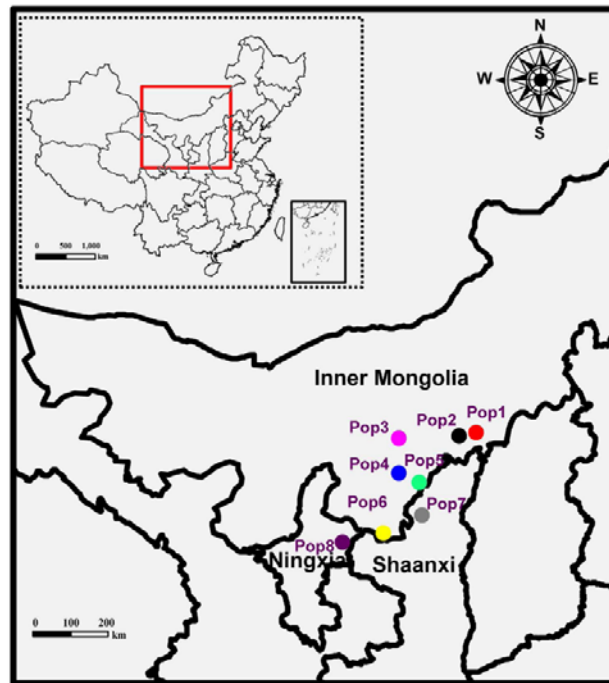 N
W E
S
0 500 1,000
km
Inner Mongolia
Pop1
Pop2
Pop3
Pop4
Pop5
Pop6
Pop7
Pop8
Ningxia
Shaanxi
0 100 200
km